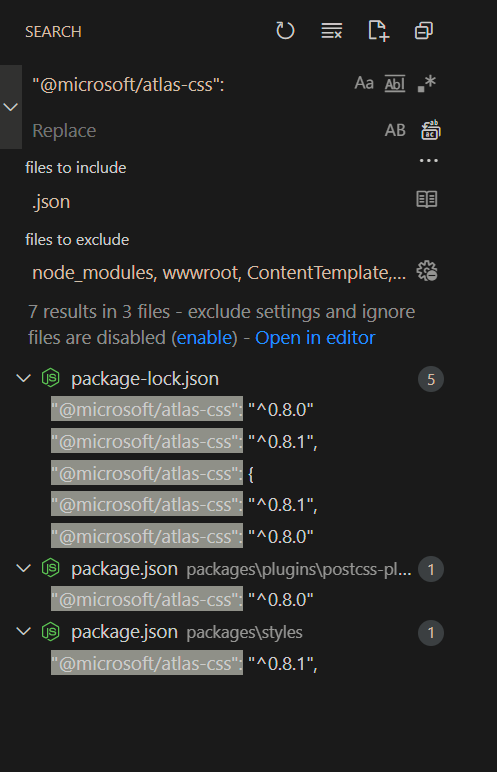 SEARCH
"@microsoft/atlas-css": Aa Abl .*
Replace AB
...
files to include
.json
files to exclude
node_modules, wwwroot, ContentTemplate,...
7 results in 3 files - exclude settings and ignore
files are disabled (enable) - Open in editor
package-lock.json 5
"@microsoft/atlas-css": "^0.8.0"
"@microsoft/atlas-css": "^0.8.1",
"@microsoft/atlas-css": {
"@microsoft/atlas-css": "^0.8.1",
"@microsoft/atlas-css": "^0.8.0"
package.json packages\plugins\postcss-pl... 1
"@microsoft/atlas-css": "^0.8.0"
package.json packages\styles 1
"@microsoft/atlas-css": "^0.8.1",